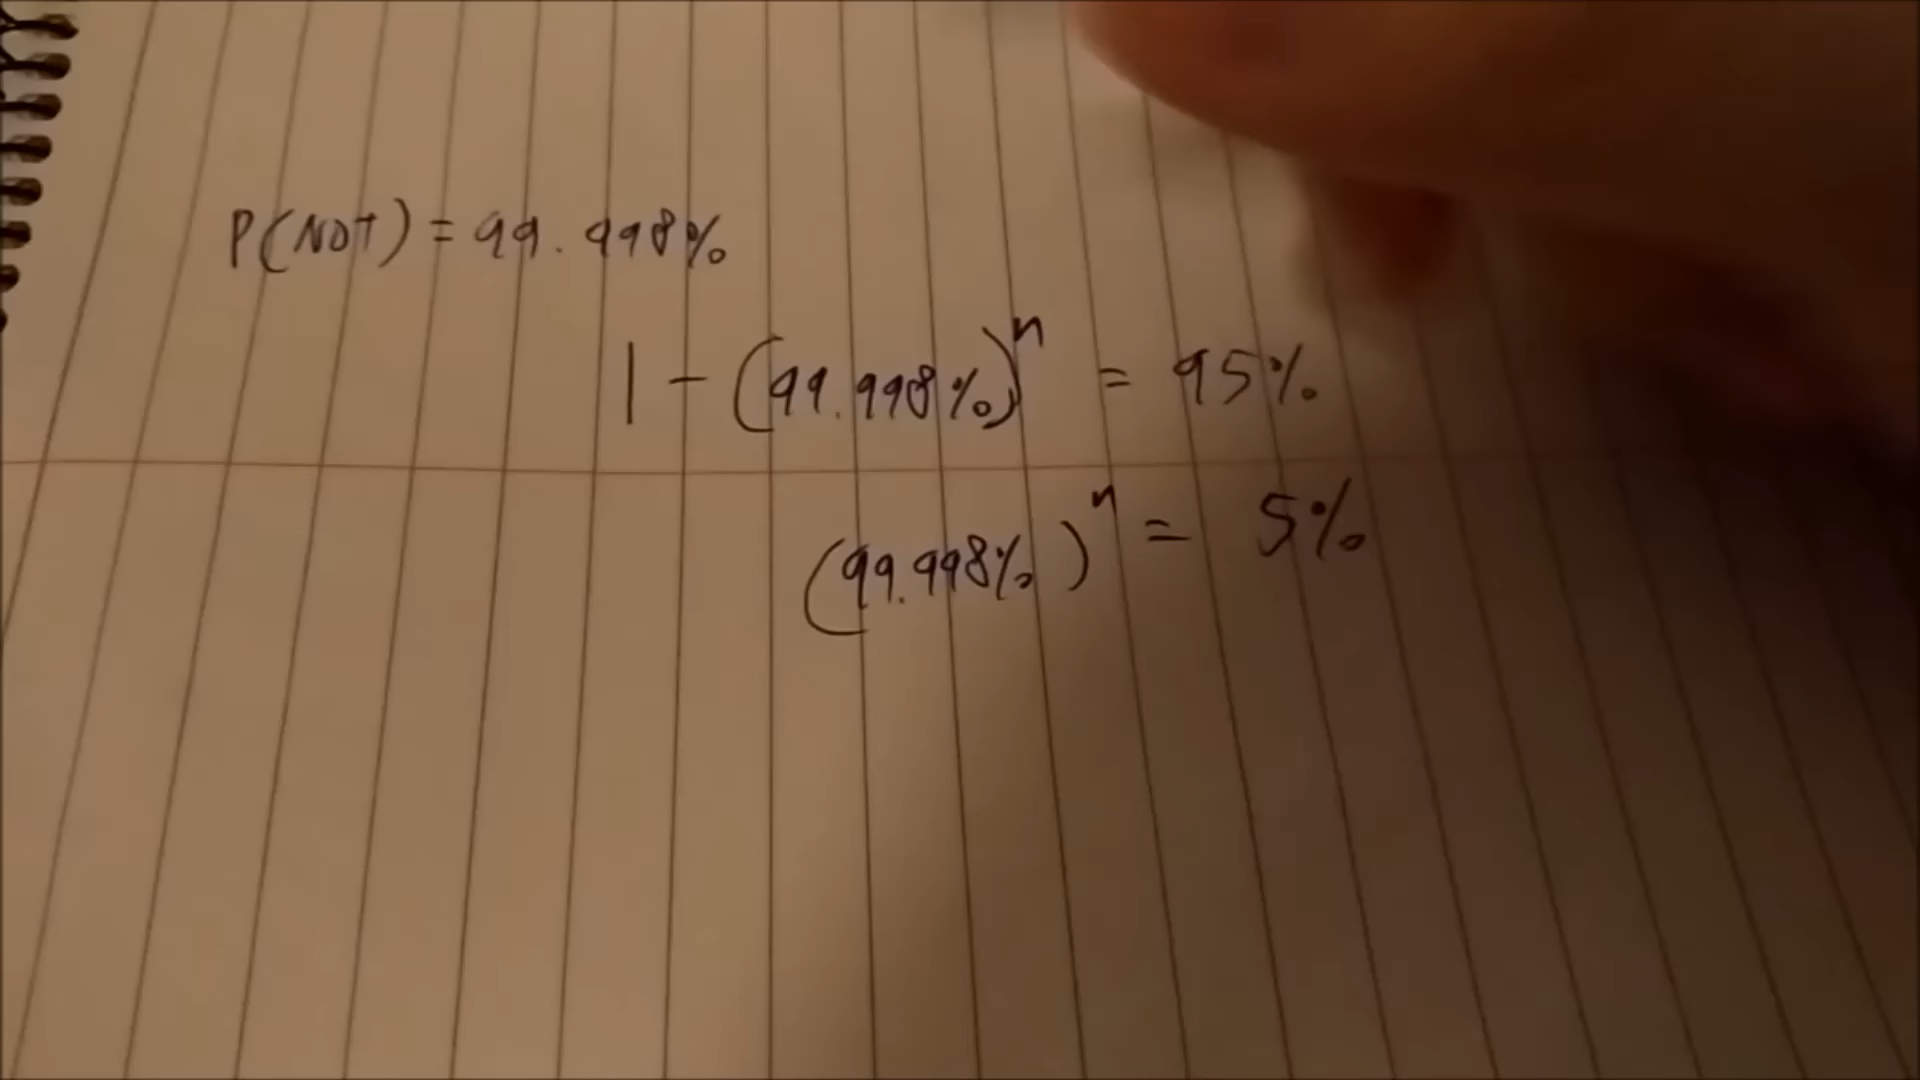 P(NOT) = 99.998%
1 - (99.998%)ⁿ = 95%
(99.998%)ⁿ = 5%